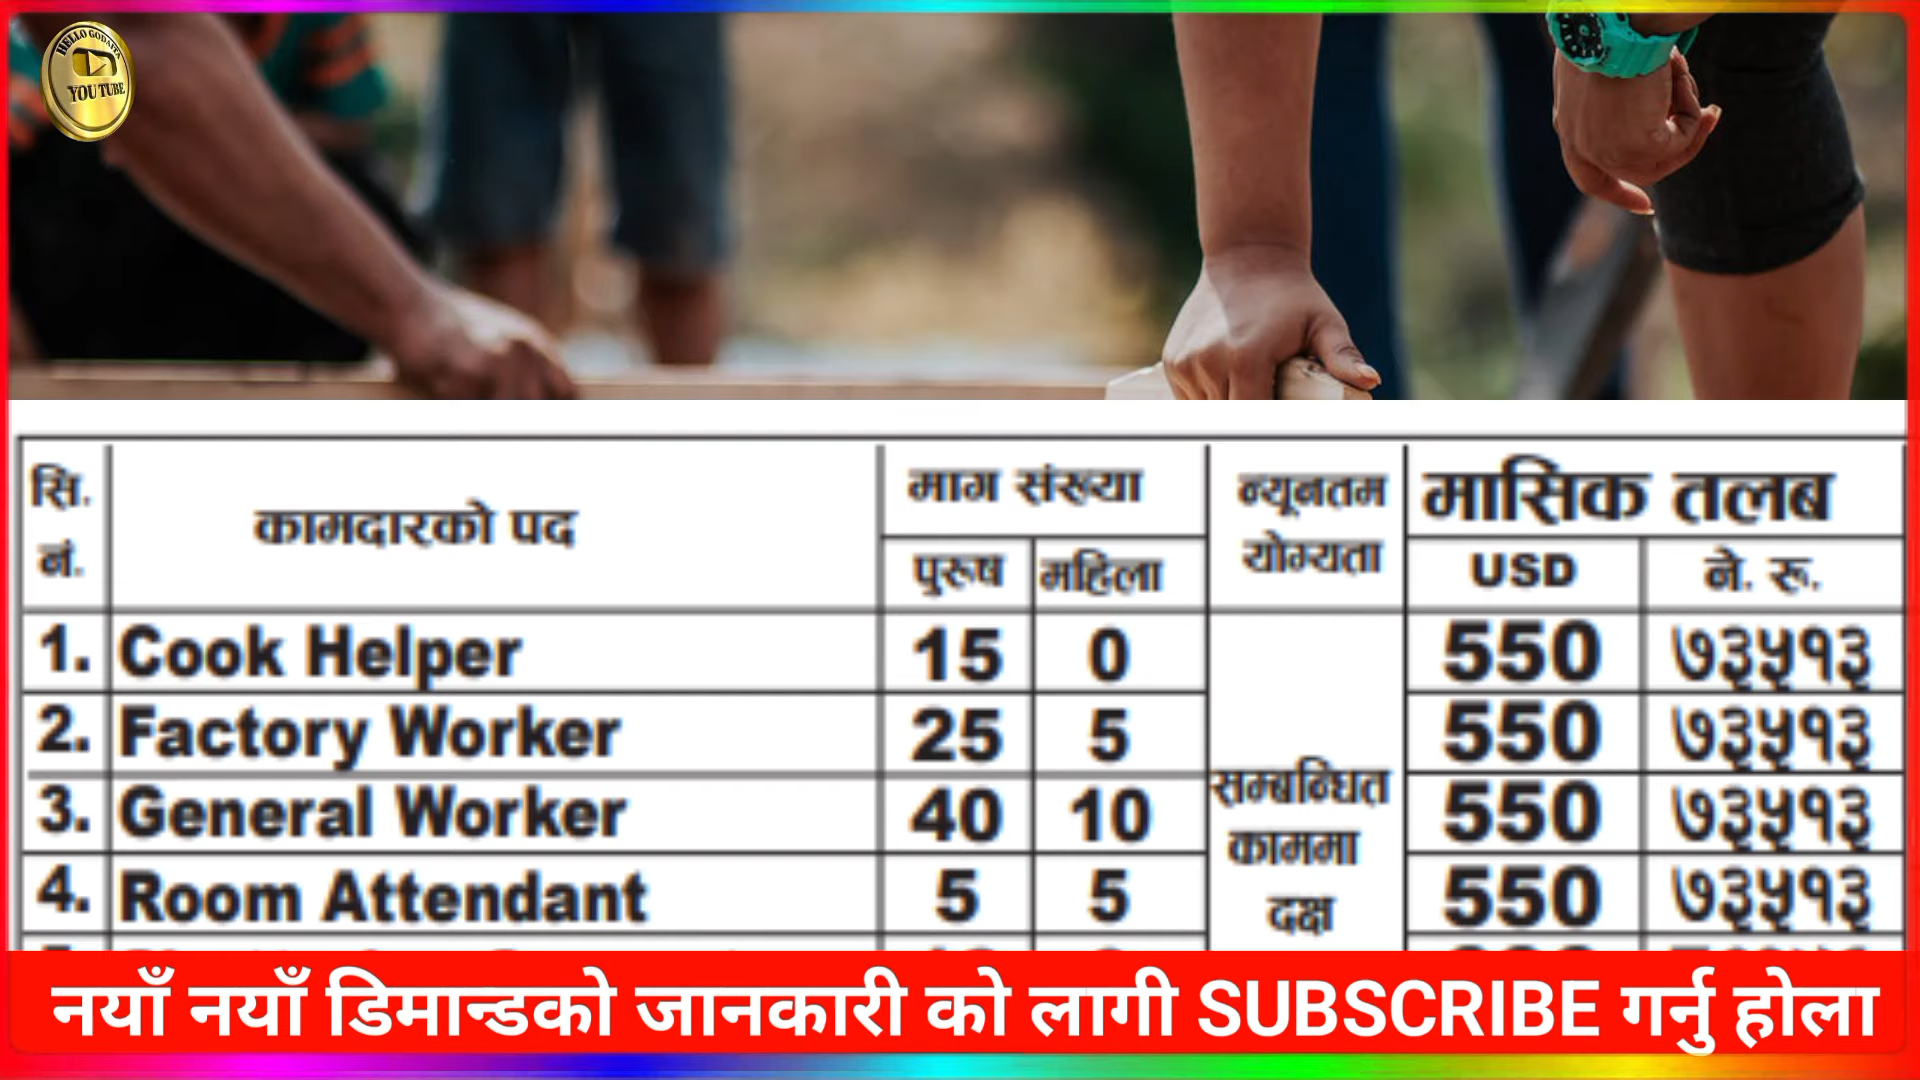 HELLO GODAITA
YOU TUBE
सि. नं. कामदारको पद माग संख्या न्यूनतम योग्यता मासिक तलब
पुरुष महिला USD ने. रू.
1. Cook Helper 15 0 550 ७३५१३
2. Factory Worker 25 5 550 ७३५१३
3. General Worker 40 10 550 ७३५१३
4. Room Attendant 5 5 550 ७३५१३
सम्बन्धित
काममा
दक्ष
नयाँ नयाँ डिमान्डको जानकारी को लागी SUBSCRIBE गर्नु होला